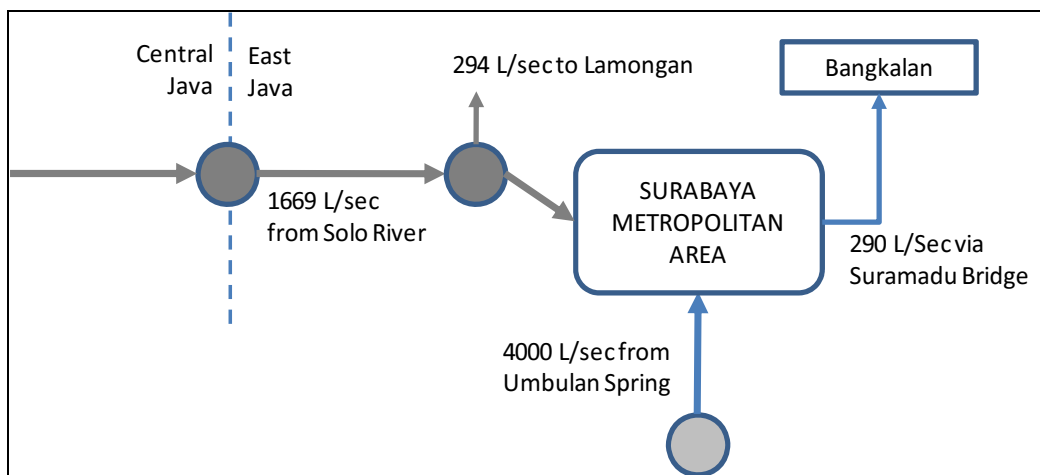 Central
Java
East
Java
294 L/sec to Lamongan
Bangkalan
1669 L/sec
from Solo River
SURABAYA
METROPOLITAN
AREA
290 L/Sec via
Suramadu Bridge
4000 L/sec from
Umbulan Spring